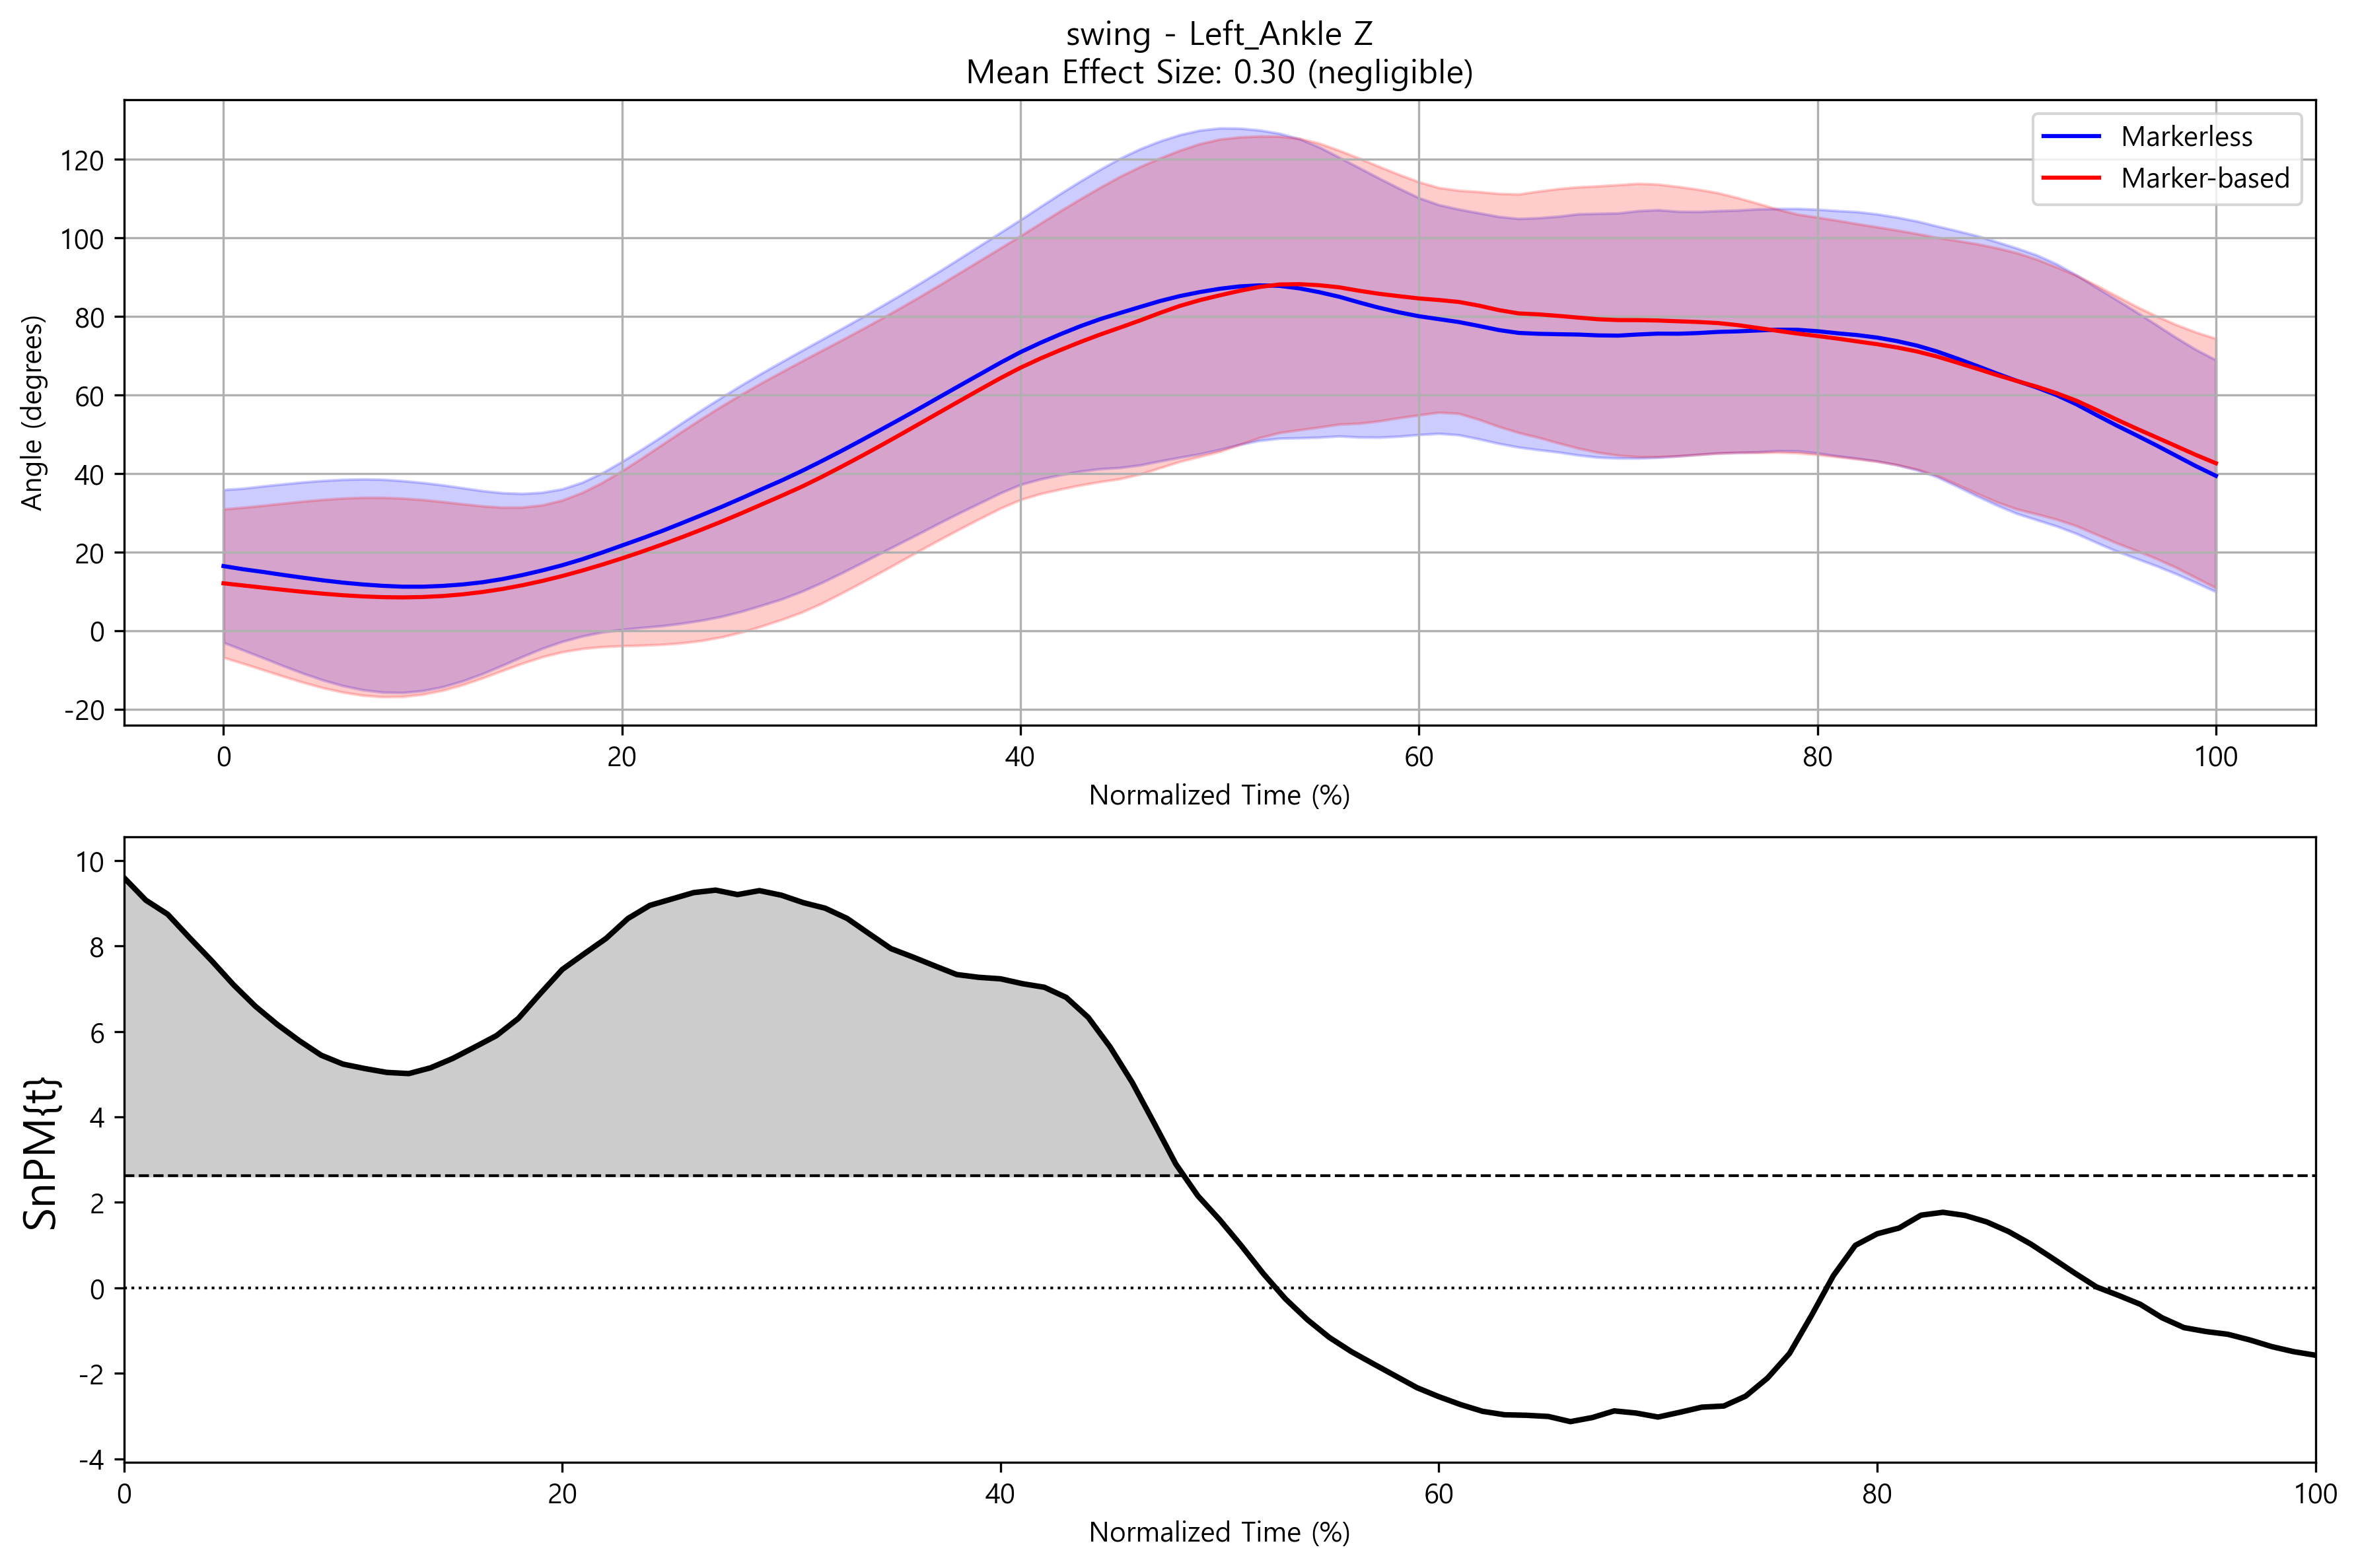 swing - Left_Ankle Z
Mean Effect Size: 0.30 (negligible)
Markerless
Marker-based
Angle (degrees)
120
100
80
60
40
20
0
-20
0 20 40 60 80 100
Normalized Time (%)
SnPM{t}
10
8
6
4
2
0
-2
-4
0 20 40 60 80 100
Normalized Time (%)